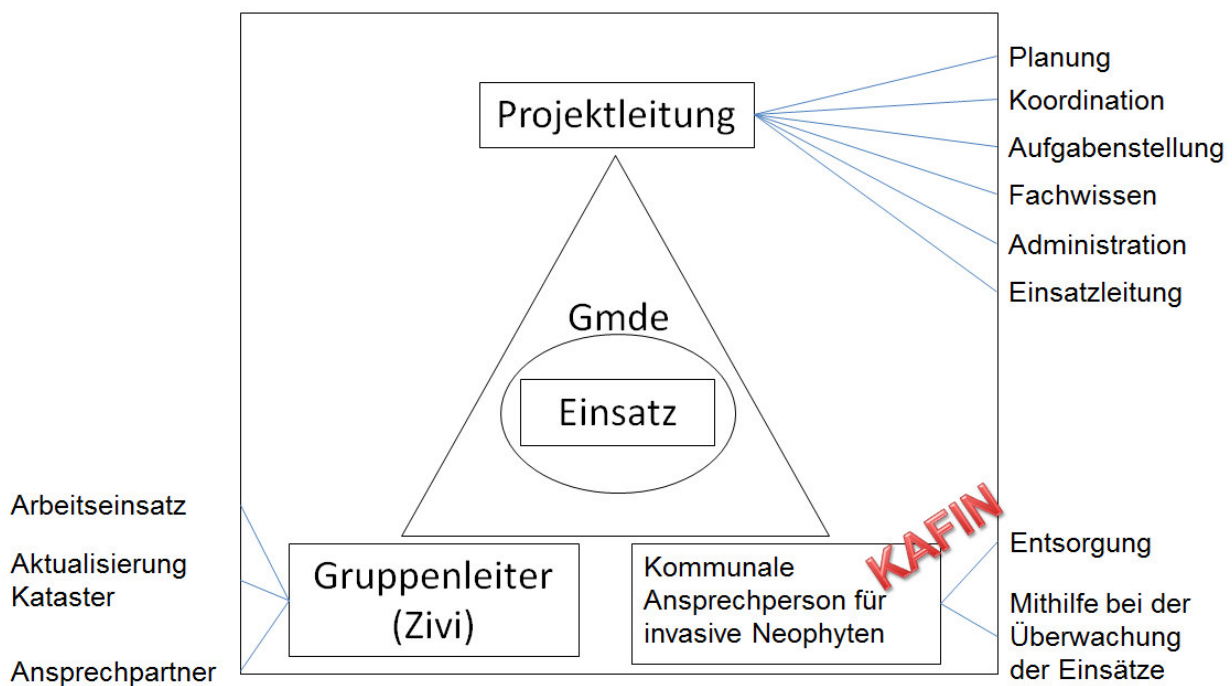 Projektleitung
Planung
Koordination
Aufgabenstellung
Fachwissen
Administration
Einsatzleitung
Gmde
Einsatz
Arbeitseinsatz
Aktualisierung
Kataster
Ansprechpartner
Gruppenleiter
(Zivi)
Kommunale
Ansprechperson für
invasive Neophyten
KAFIN
Entsorgung
Mithilfe bei der
Überwachung
der Einsätze